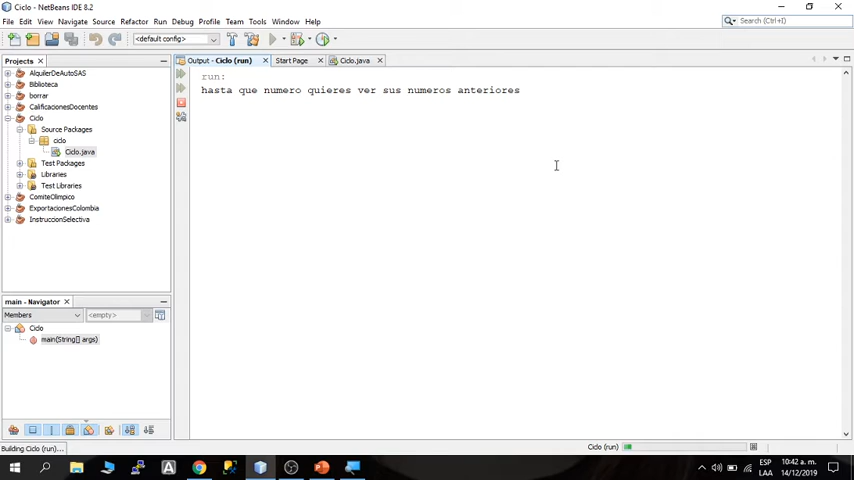 Ciclo - NetBeans IDE 8.2
File Edit View Navigate Source Refactor Run Debug Profile Team Tools Window Help
Search (Ctrl+I)
<default config>
Projects
Output - Ciclo (run)
Start Page
Ciclo.java
AlquilerDeAutoSAS
Biblioteca
borrar
CalificacionesDocentes
Ciclo
Source Packages
ciclo
Ciclo.java
Test Packages
Libraries
Test Libraries
ComiteOlimpico
ExportacionesColombia
InstruccionSelectiva
run:
hasta que numero quieres ver sus numeros anteriores
main - Navigator
Members
<empty>
Ciclo
main(String[] args)
Building Ciclo (run)...
Ciclo (run)
ESP
LAA
10:42 a. m.
14/12/2019